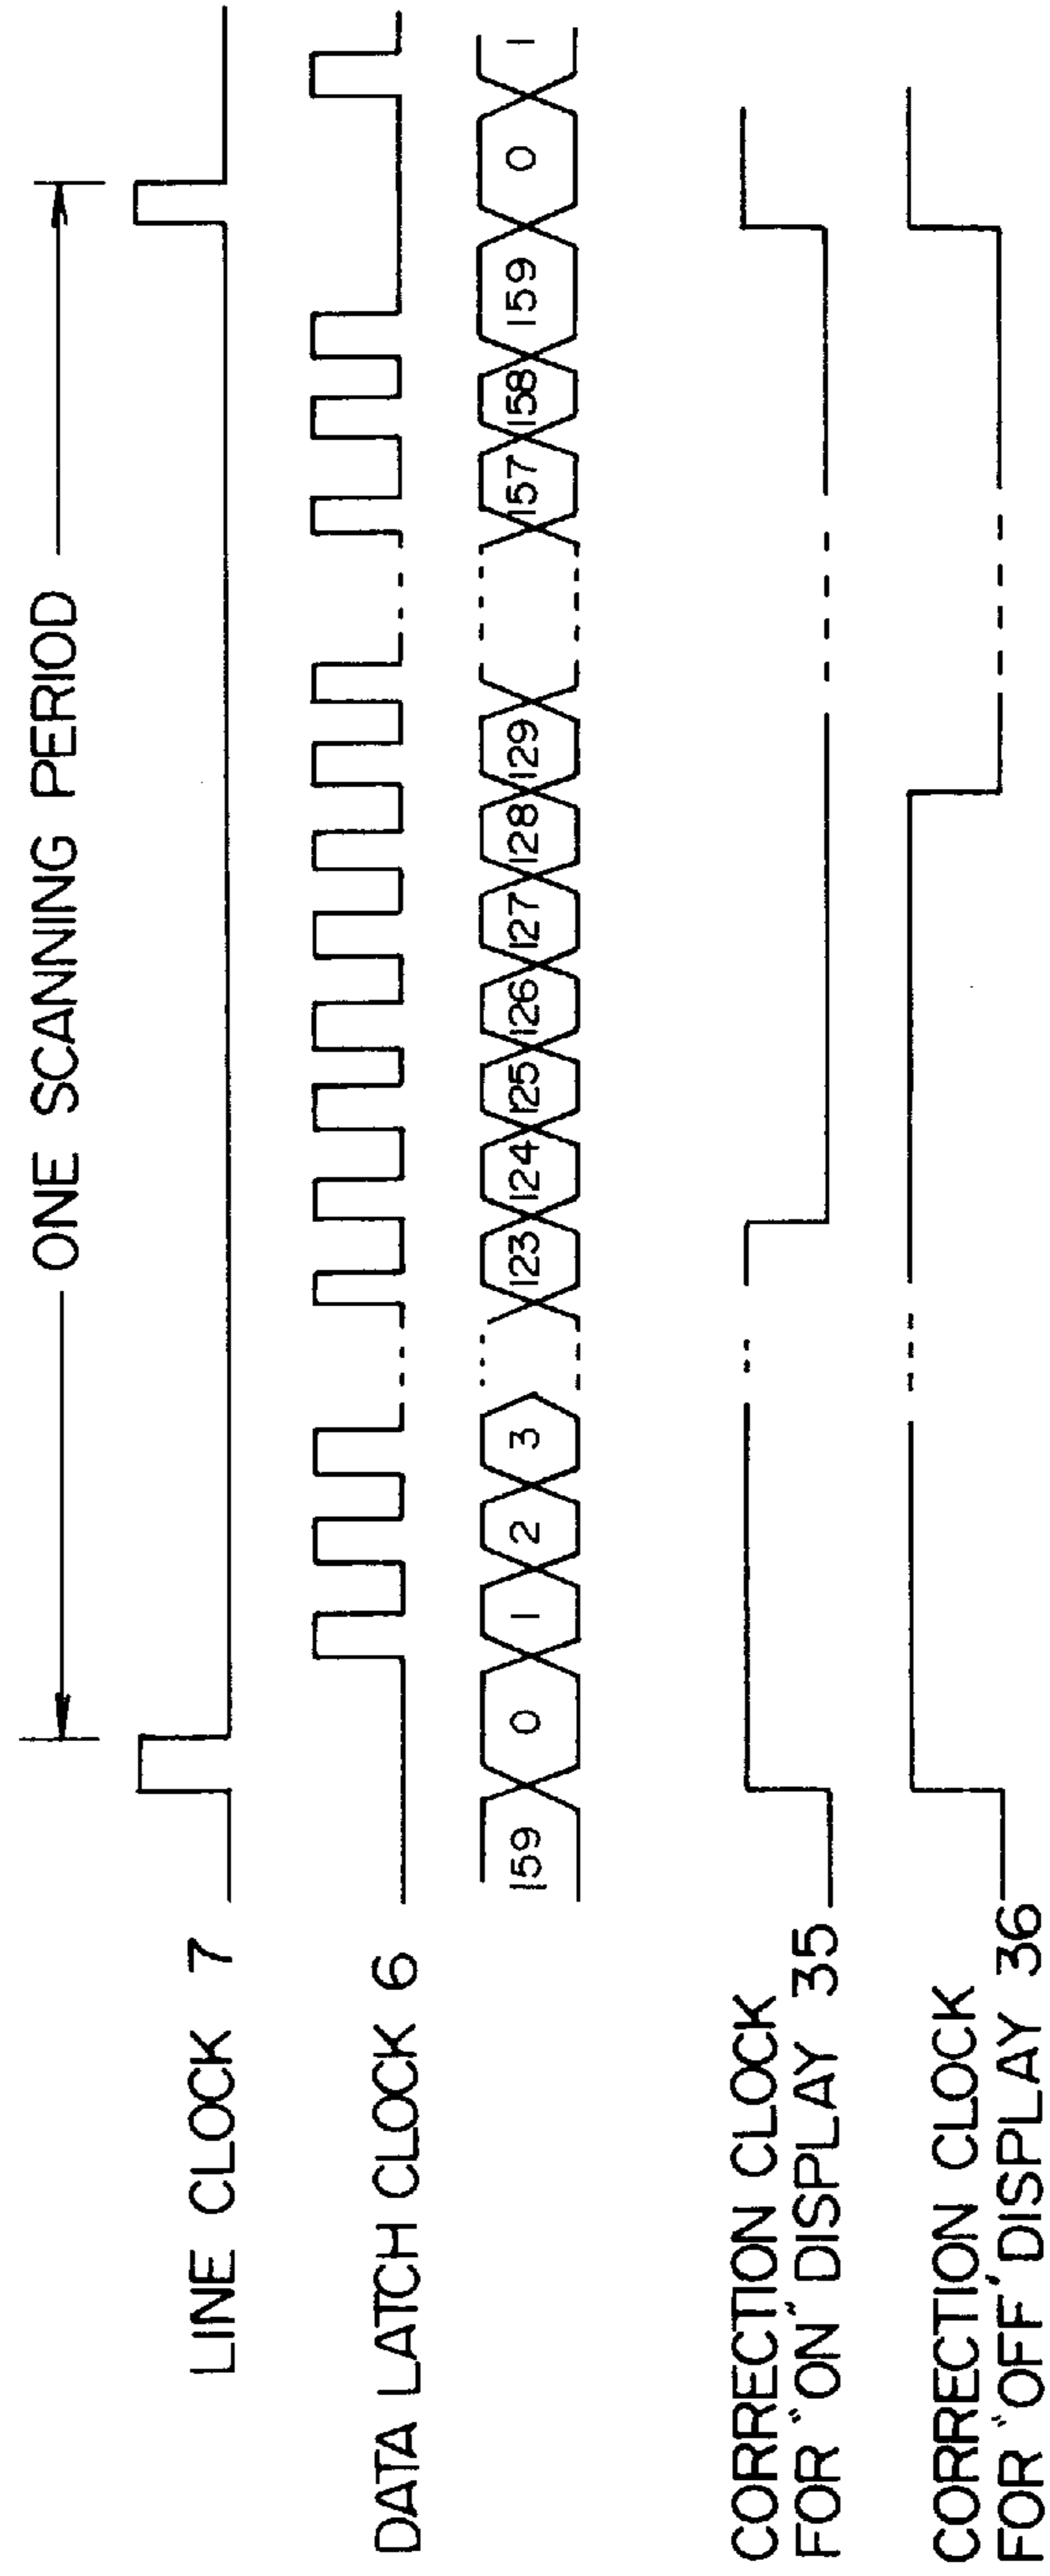 ONE SCANNING PERIOD
LINE CLOCK 7
DATA LATCH CLOCK 6
159 0 1 2 3 123 124 125 126 127 128 129 157 158 159 0 1
CORRECTION CLOCK
FOR "ON" DISPLAY 35
CORRECTION CLOCK
FOR "OFF" DISPLAY 36